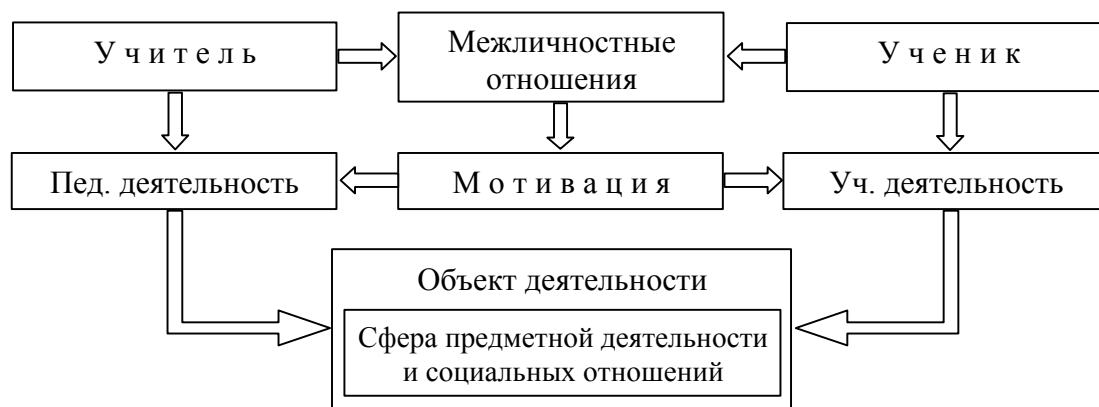 У ч и т е л ь
Межличностные
отношения
У ч е н и к
Пед. деятельность
М о т и в а ц и я
Уч. деятельность
Объект деятельности
Сфера предметной деятельности
и социальных отношений